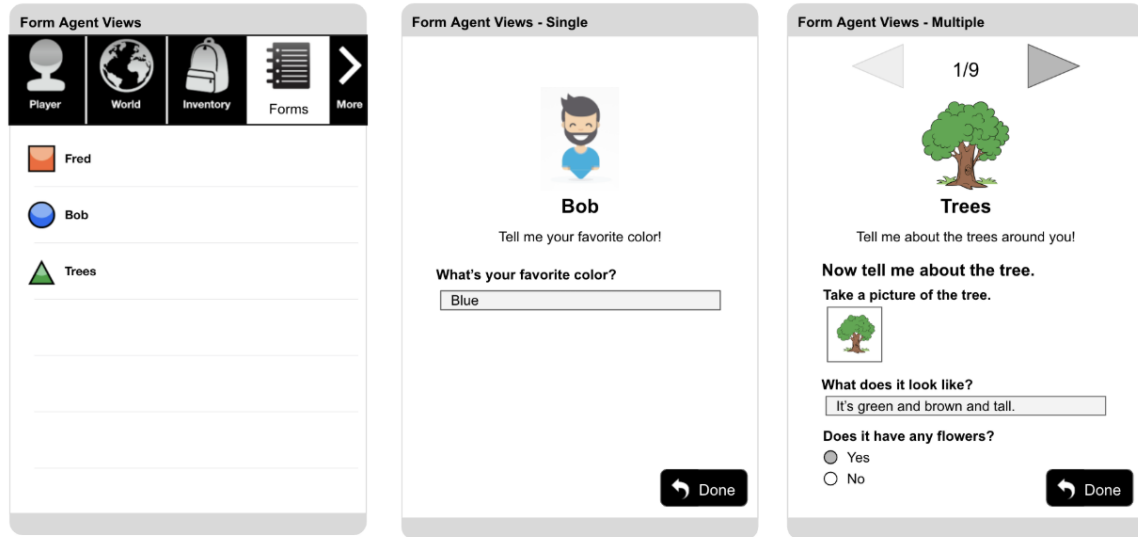 Form Agent Views
Player
World
Inventory
Forms
More
Fred
Bob
Trees
Form Agent Views - Single
Bob
Tell me your favorite color!
What's your favorite color?
Blue
Done
Form Agent Views - Multiple
1/9
Trees
Tell me about the trees around you!
Now tell me about the tree.
Take a picture of the tree.
What does it look like?
It's green and brown and tall.
Does it have any flowers?
Yes
No
Done